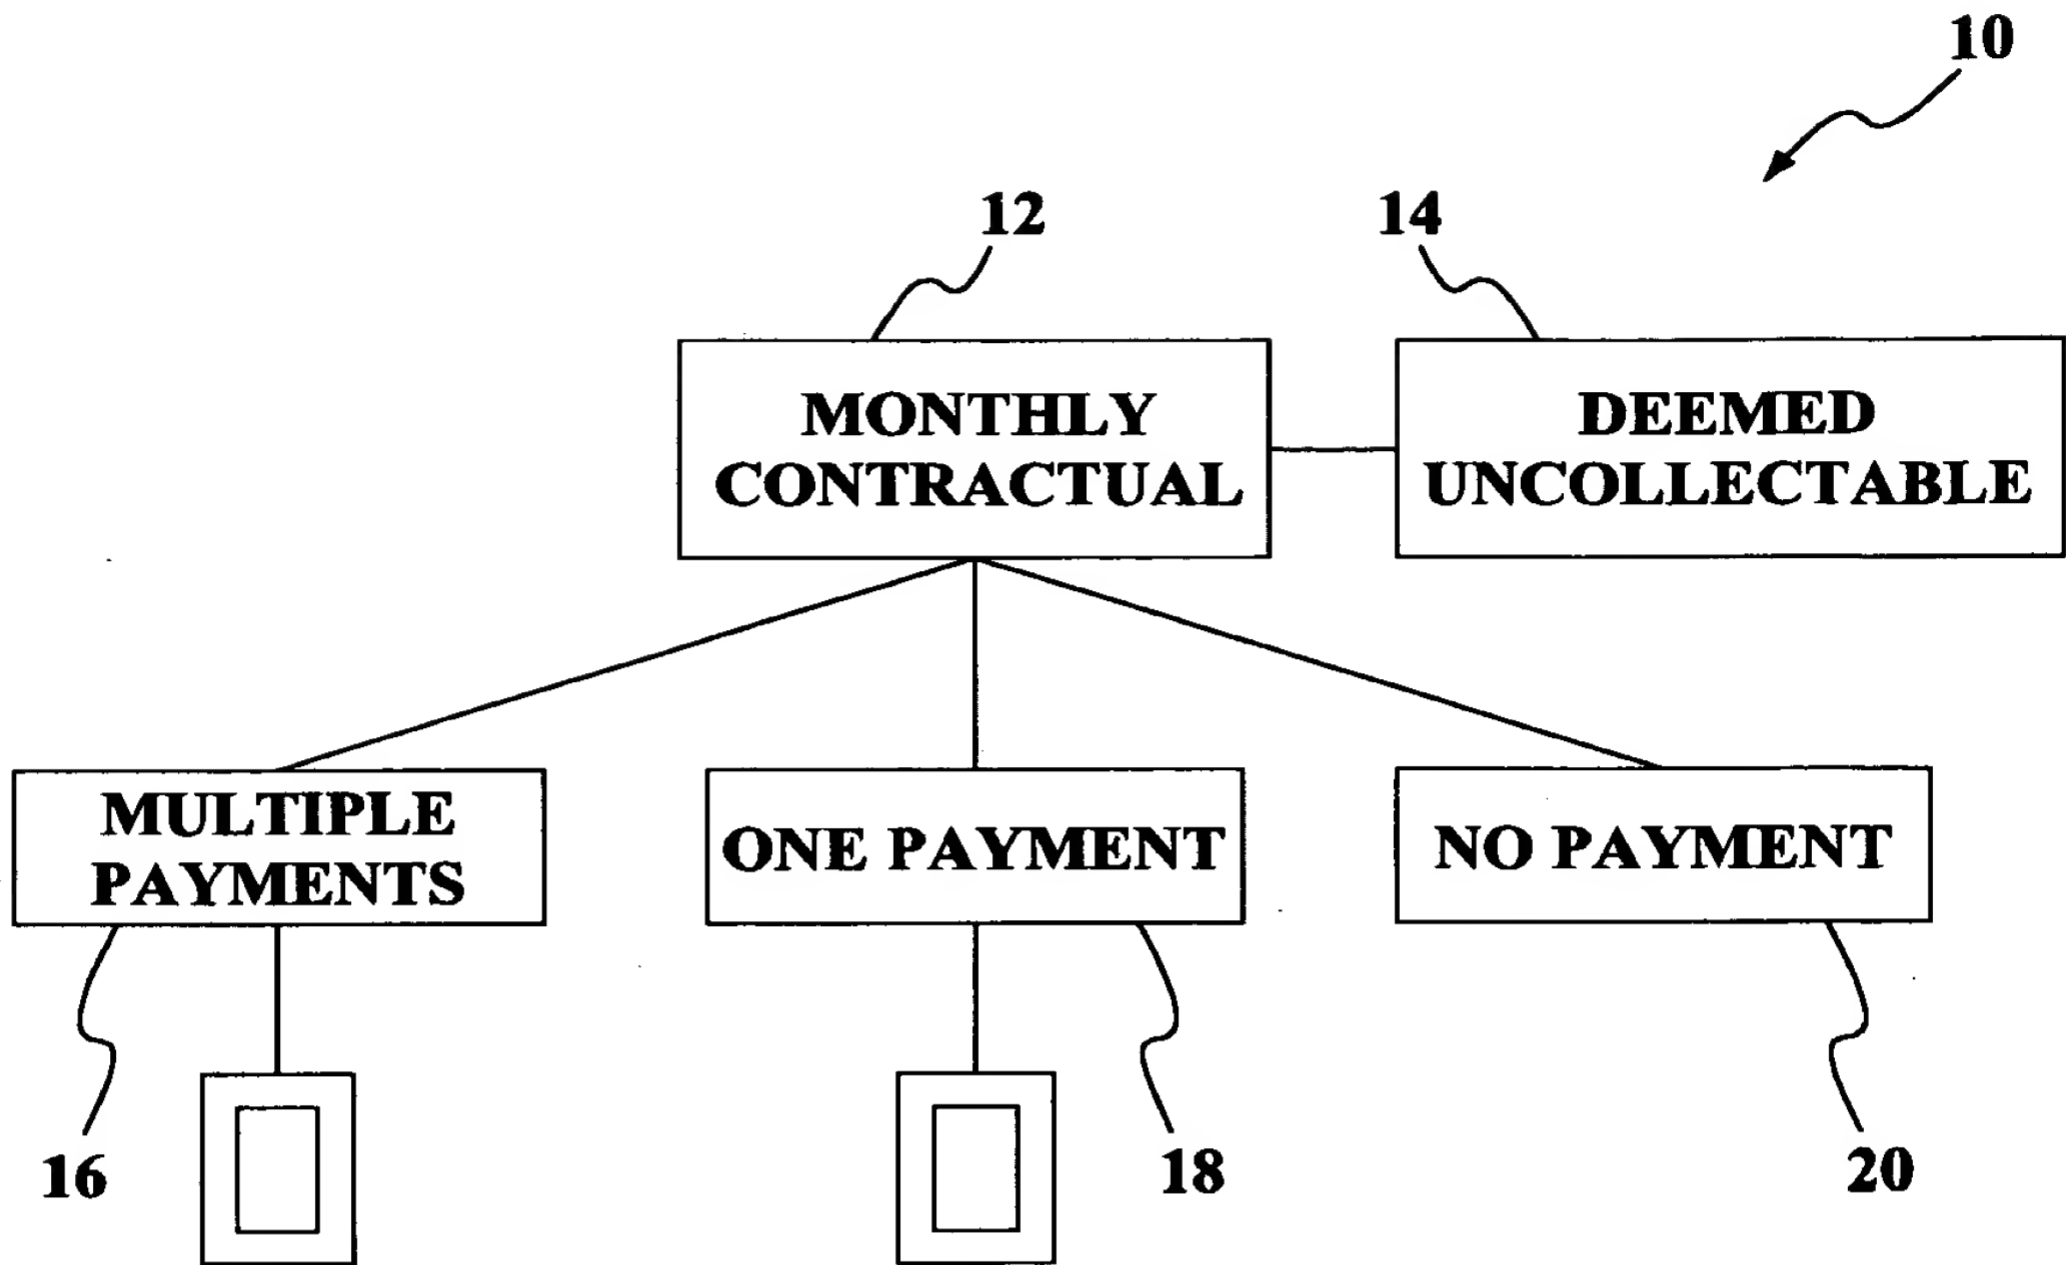 10
12
14
MONTHLY
CONTRACTUAL
DEEMED
UNCOLLECTABLE
MULTIPLE
PAYMENTS
ONE PAYMENT
NO PAYMENT
16
18
20